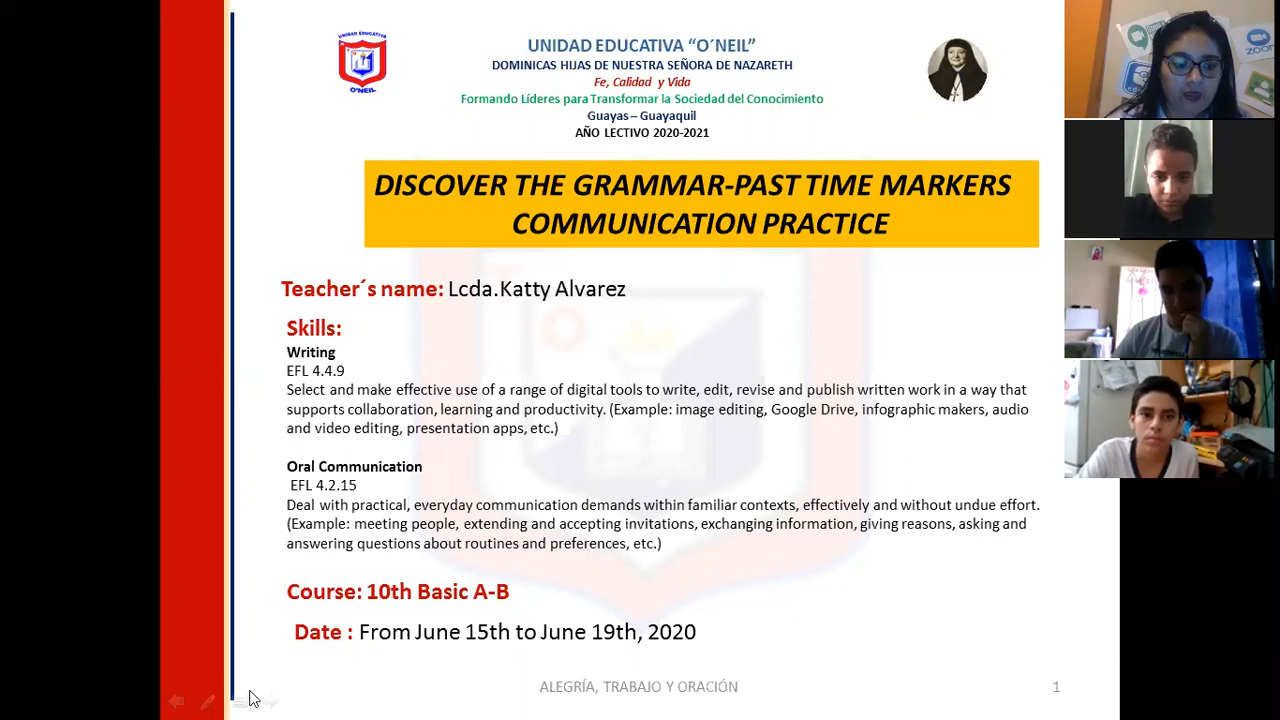 UNIDAD EDUCATIVA
O´NEIL
UNIDAD EDUCATIVA “O´NEIL”
DOMINICAS HIJAS DE NUESTRA SEÑORA DE NAZARETH
Fe, Calidad y Vida
Formando Líderes para Transformar la Sociedad del Conocimiento
Guayas – Guayaquil
AÑO LECTIVO 2020-2021
DISCOVER THE GRAMMAR-PAST TIME MARKERS
COMMUNICATION PRACTICE
Teacher´s name: Lcda.Katty Alvarez
Skills:
Writing
EFL 4.4.9
Select and make effective use of a range of digital tools to write, edit, revise and publish written work in a way that
supports collaboration, learning and productivity. (Example: image editing, Google Drive, infographic makers, audio
and video editing, presentation apps, etc.)
Oral Communication
EFL 4.2.15
Deal with practical, everyday communication demands within familiar contexts, effectively and without undue effort.
(Example: meeting people, extending and accepting invitations, exchanging information, giving reasons, asking and
answering questions about routines and preferences, etc.)
Course: 10th Basic A-B
Date : From June 15th to June 19th, 2020
ALEGRÍA, TRABAJO Y ORACIÓN
1
zoom